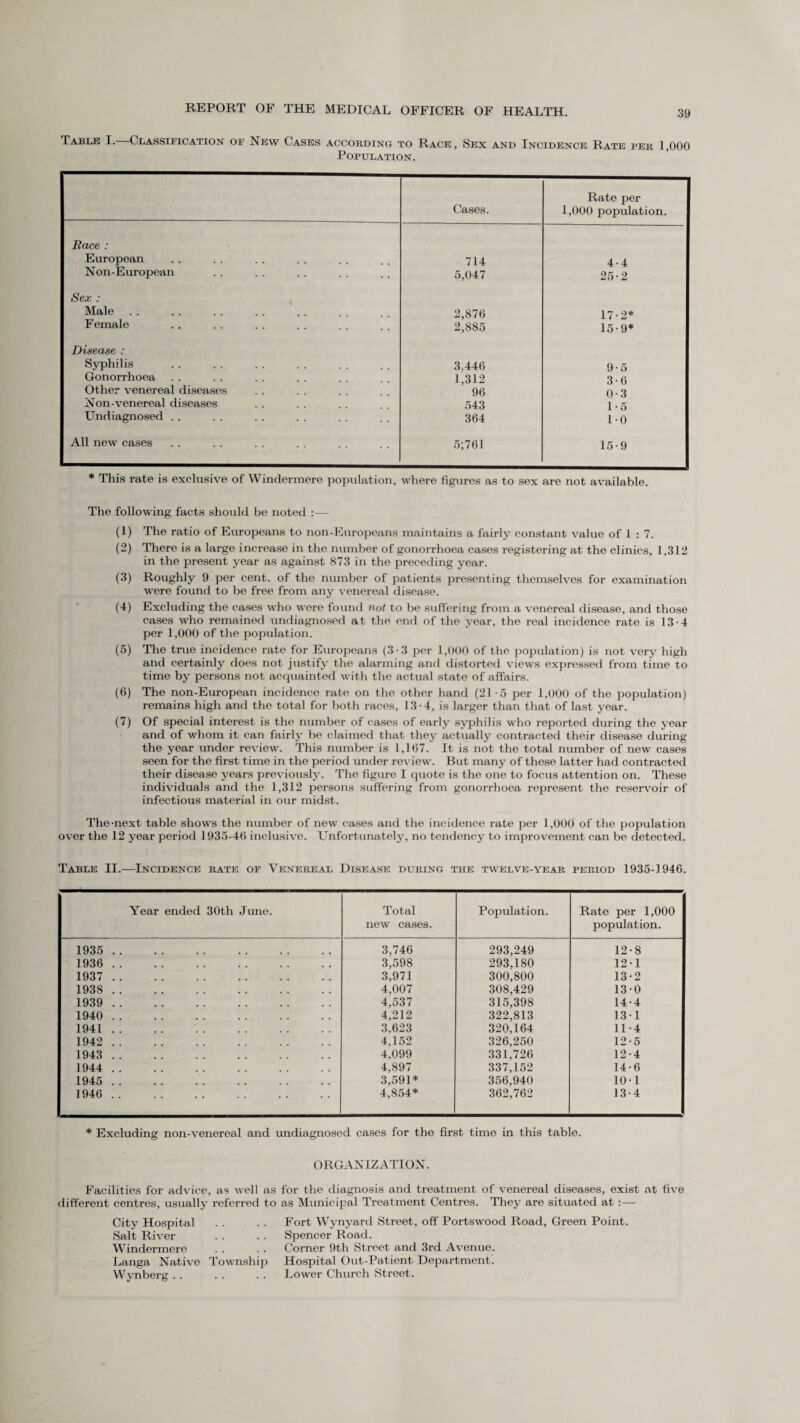 REPORT OF THE MEDICAL OFFICER OF HEALTH. 39
TABLE I.—CLASSIFICATION OF NEW CASES ACCORDING TO RACE, SEX AND INCIDENCE RATE PER 1,000
POPULATION.
Cases. Rate per
1,000 population.
Race :
European . . . . . . . . . . . . 714 4·4
Non-European . . . . . . . . . . 5,047 25·2
Sex :
Male . . . . . . . . . . . . 2,876 17·2*
Female . . . . . . . . . . . . 2,885 15·9*
Disease :
Syphilis . . . . . . . . . . . . 3,446 9·5
Gonorrhoea . . . . . . . . . . . . 1,312 3·6
Other venereal diseases . . . . . . . . 96 0·3
Non-venereal diseases . . . . . . . . 543 1·5
Undiagnosed . . . . . . . . . . . . 364 1·0
All new cases . . . . . . . . . . . . 5;761 15·9
* This rate is exclusive of Windermere population, where figures as to sex are not available.
The following facts should be noted :—
(1) The ratio of Europeans to non-Europeans maintains a fairly constant value of 1 : 7.
(2) There is a large increase in the number of gonorrhoea cases registering at the clinics, 1,312
in the present year as against 873 in the preceding year.
(3) Roughly 9 per cent. of the number of patients presenting themselves for examination
were found to be free from any venereal disease.
(4) Excluding the cases who were found not to be suffering from a venereal disease, and those
cases who remained undiagnosed at the end of the year, the real incidence rate is 13·4
per 1,000 of the population.
(5) The true incidence rate for Europeans (3·3 per 1,000 of the population) is not very high
and certainly does not justify the alarming and distorted views expressed from time to
time by persons not acquainted with the actual state of affairs.
(6) The non-European incidence rate on the other hand (21·5 per 1,000 of the population)
remains high and the total for both races, 13·4, is larger than that of last year.
(7) Of special interest is the number of cases of early syphilis who reported during the year
and of whom it can fairly be claimed that they actually contracted their disease during
the year under review. This number is 1,167. It is not the total number of new cases
seen for the first time in the period under review. But many of these latter had contracted
their disease years previously. The figure I quote is the one to focus attention on. These
individuals and the 1,312 persons suffering from gonorrhoea represent the reservoir of
infectious material in our midst.
The next table shows the number of new cases and the incidence rate per 1,000 of the population
over the 12 year period 1935-46 inclusive. Unfortunately, no tendency to improvement can be detected.
TABLE II.—INCIDENCE RATE OF VENEREAL DISEASE DURING THE TWELVE-YEAR PERIOD 1935-1946.
Year ended 30th June. Total
new cases. Population. Rate per 1,000
population.
1935 . . . . . . . . . . . . 3,746 293,249 12·8
1936 . . . . . . . . . . . . 3,598 293,180 12·1
1937 . . . . . . . . . . . . 3,971 300,800 13·2
1938 . . . . . . . . . . . . 4,007 308,429 13·0
1939 . . . . . . . . . . . . 4,537 315,398 14·4
1940 . . . . . . . . . . . . 4,212 322,813 13·1
1941 . . . . . . . . . . . . 3,623 320,164 11·4
1942 . . . . . . . . . . . . 4,152 326,250 12·5
1943 . . . . . . . . . . . . 4,099 331,726 12·4
1944 . . . . . . . . . . . . 4,897 337,152 14·6
1945 . . . . . . . . . . . . 3,591* 356,940 10·1
1946 . . . . . . . . . . . . 4,854* 362,762 13·4
* Excluding non-venereal and undiagnosed cases for the first time in this table.
ORGANIZATION.
Facilities for advice, as well as for the diagnosis and treatment of venereal diseases, exist at five
different centres, usually referred to as Municipal Treatment Centres. They are situated at :—
City Hospital . . . . Fort Wynyard Street, off Portswood Road, Green Point.
Salt River . . . . Spencer Road.
Windermere . . . . Corner 9th Street and 3rd Avenue.
Langa Native Township Hospital Out-Patient Department.
Wynberg . . . . . . Lower Church Street.